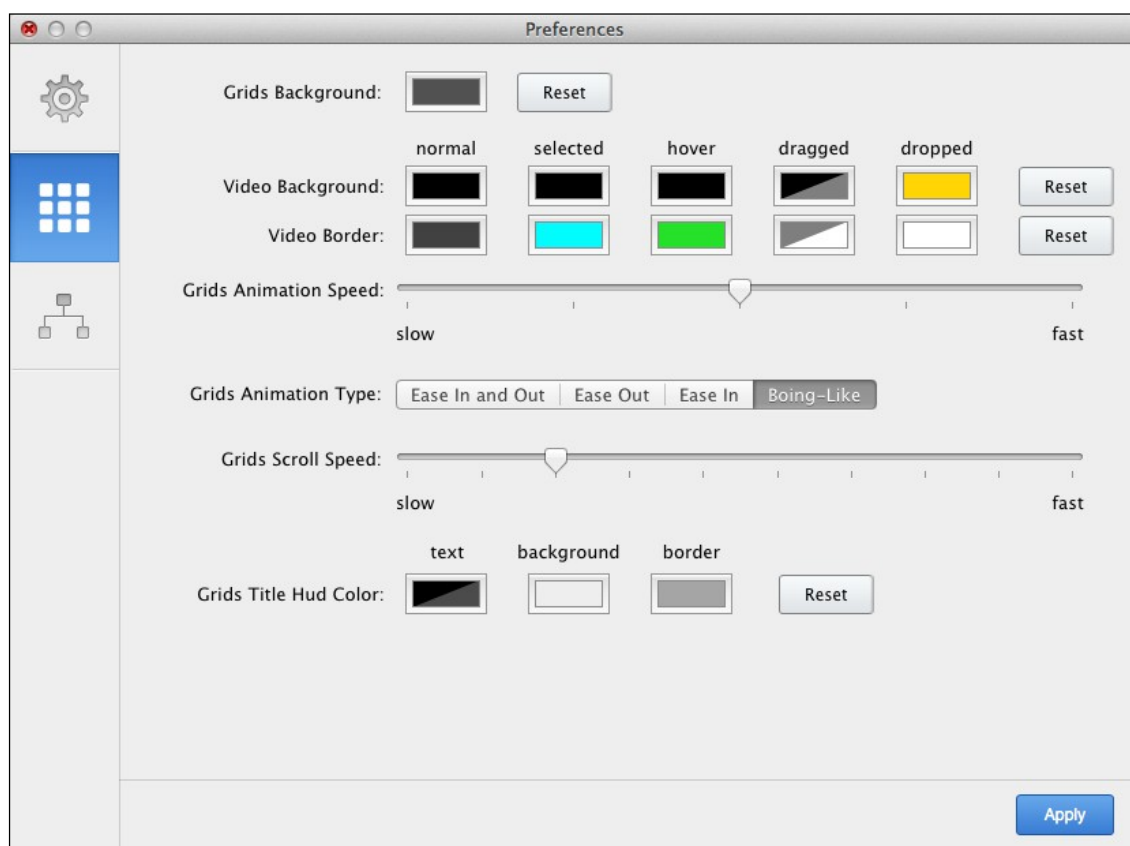 Preferences
Grids Background: Reset
normal selected hover dragged dropped
Video Background: Reset
Video Border: Reset
Grids Animation Speed:
slow fast
Grids Animation Type: Ease In and Out Ease Out Ease In Boing-Like
Grids Scroll Speed:
slow fast
text background border
Grids Title Hud Color: Reset
Apply